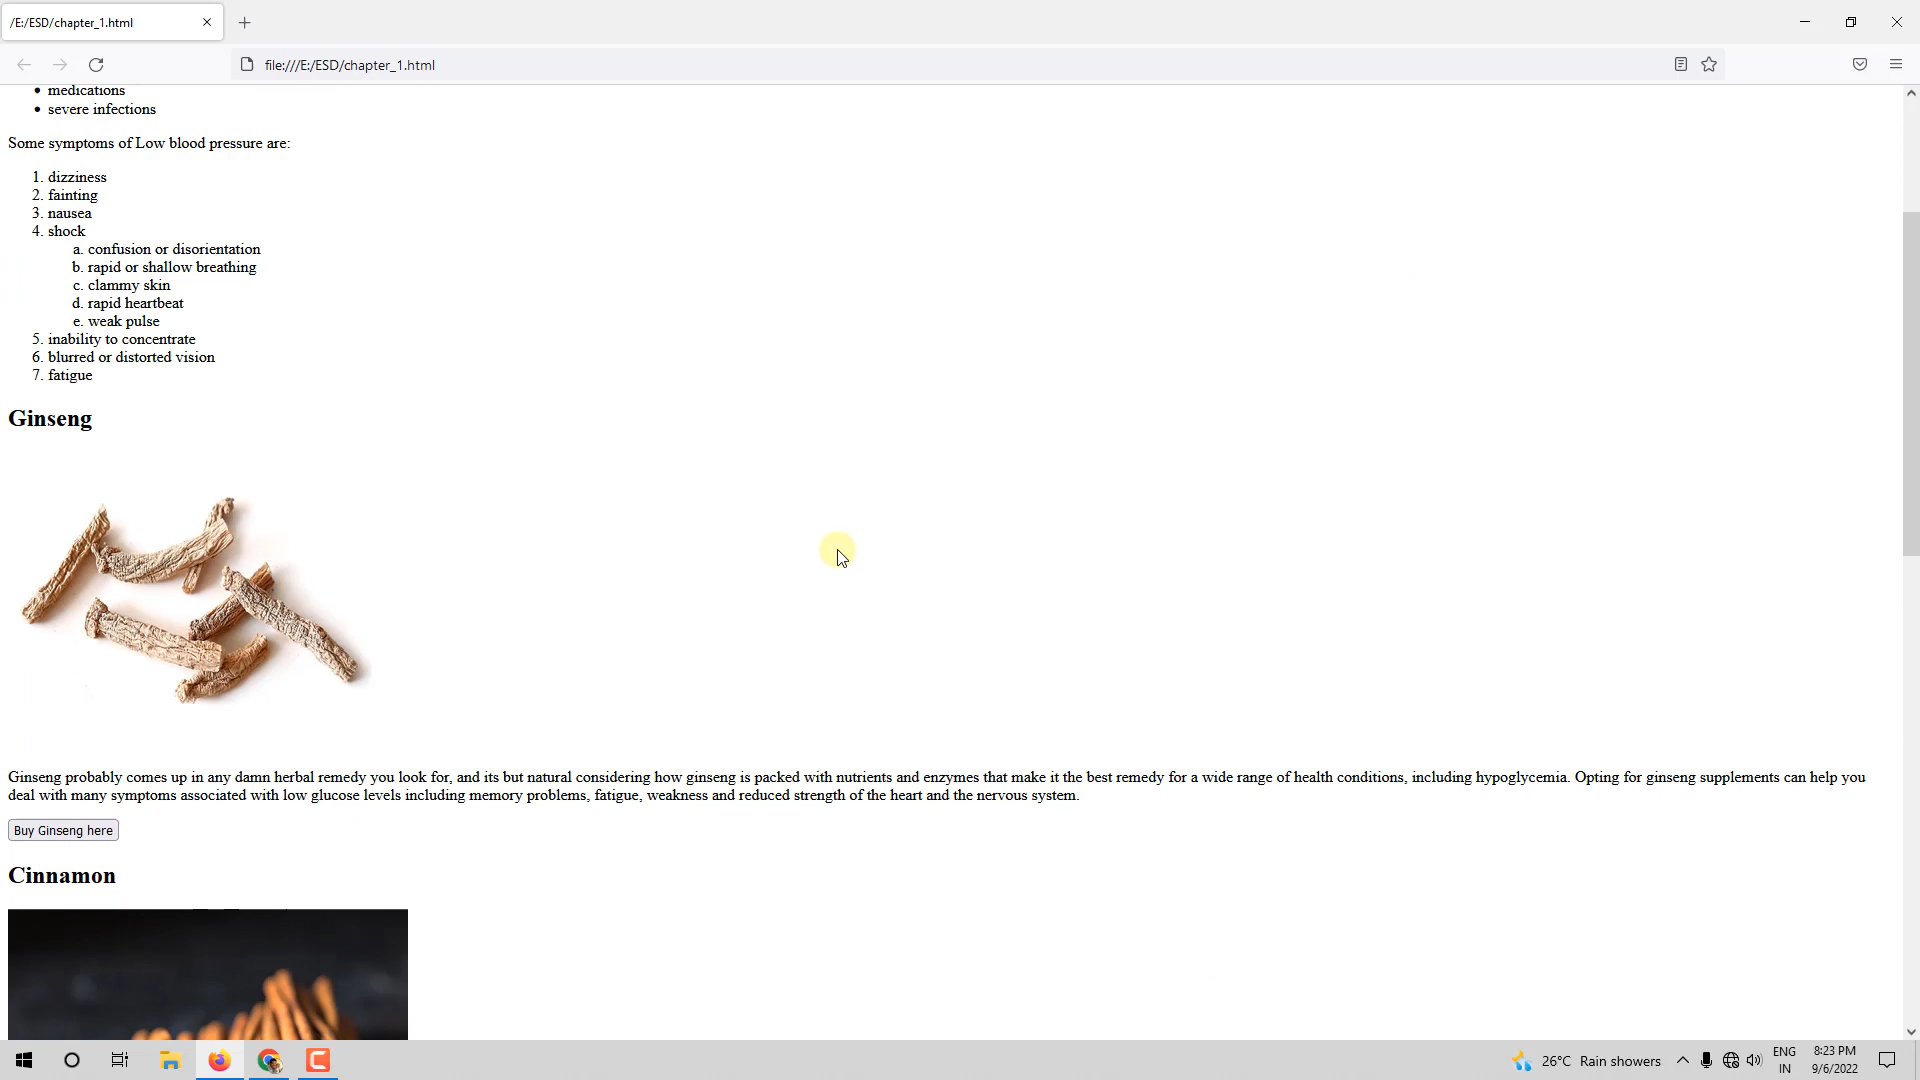 /E:/ESD/chapter_1.html
file:///E:/ESD/chapter_1.html
• medications
• severe infections
Some symptoms of Low blood pressure are:
1. dizziness
2. fainting
3. nausea
4. shock
a. confusion or disorientation
b. rapid or shallow breathing
c. clammy skin
d. rapid heartbeat
e. weak pulse
5. inability to concentrate
6. blurred or distorted vision
7. fatigue
Ginseng
Ginseng probably comes up in any damn herbal remedy you look for, and its but natural considering how ginseng is packed with nutrients and enzymes that make it the best remedy for a wide range of health conditions, including hypoglycemia. Opting for ginseng supplements can help you
deal with many symptoms associated with low glucose levels including memory problems, fatigue, weakness and reduced strength of the heart and the nervous system.
Buy Ginseng here
Cinnamon
26°C Rain showers
ENG
IN
8:23 PM
9/6/2022